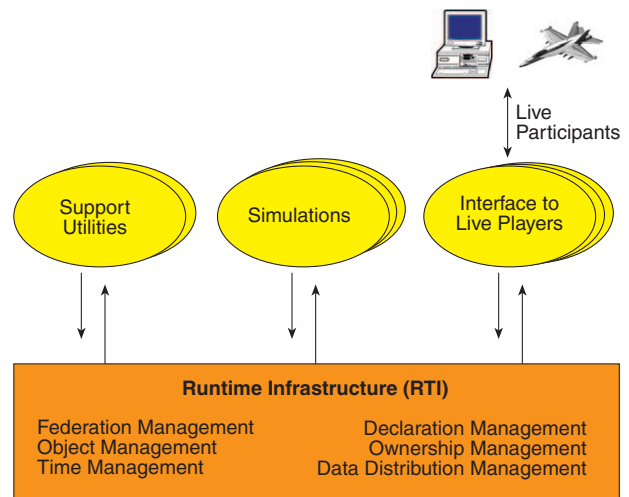 Live
Participants
Support
Utilities
Simulations
Interface to
Live Players
Runtime Infrastructure (RTI)
Federation Management
Object Management
Time Management
Declaration Management
Ownership Management
Data Distribution Management